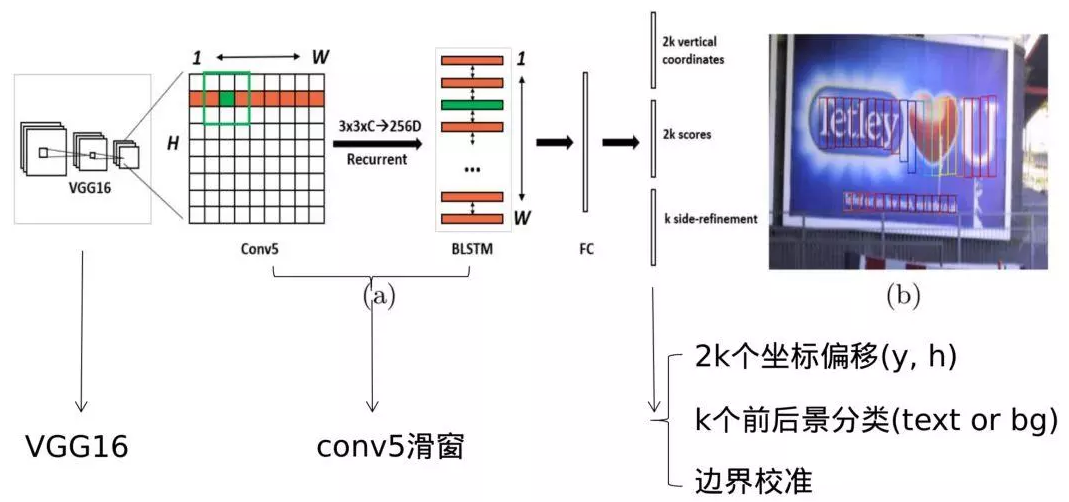 1
W
H
VGG16
3x3xC→256D
Recurrent
Conv5
1
...
W
BLSTM
FC
2k vertical
coordinates
2k scores
k side-refinement
Tetley
U
(a)
(b)
VGG16
conv5滑窗
2k个坐标偏移(y, h)
k个前后景分类(text or bg)
边界校准